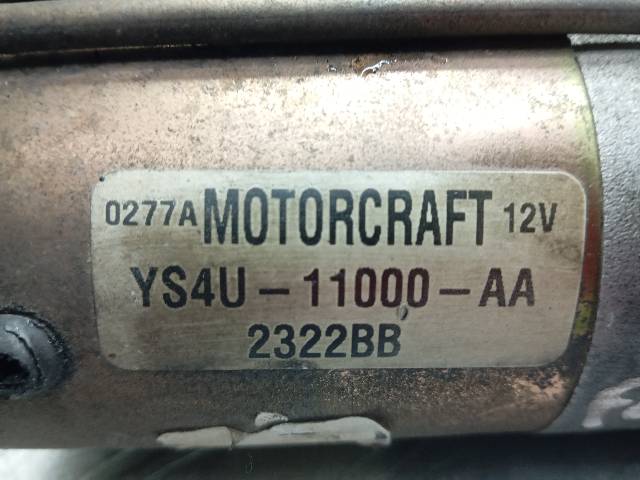 0277A MOTORCRAFT 12V
YS4U-11000-AA
2322BB